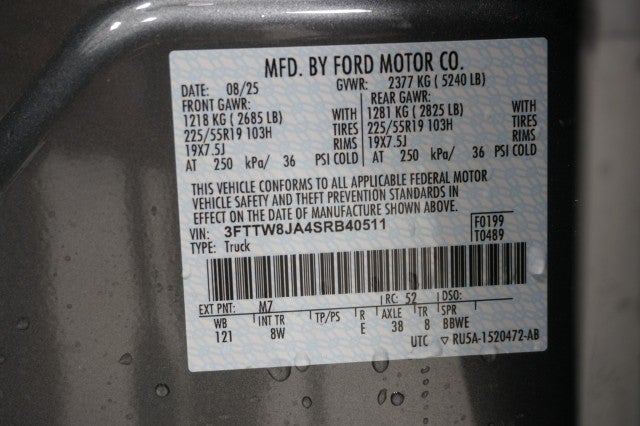 MFD. BY FORD MOTOR CO.
DATE: 08/25 GVWR: 2377 KG ( 5240 LB)
FRONT GAWR: REAR GAWR:
1218 KG ( 2685 LB) WITH 1281 KG ( 2825 LB) WITH
225/55R19 103H TIRES 225/55R19 103H TIRES
19X7.5J RIMS 19X7.5J RIMS
AT 250 kPa/ 36 PSI COLD AT 250 kPa/ 36 PSI COLD
THIS VEHICLE CONFORMS TO ALL APPLICABLE FEDERAL MOTOR
VEHICLE SAFETY AND THEFT PREVENTION STANDARDS IN
EFFECT ON THE DATE OF MANUFACTURE SHOWN ABOVE.
VIN: 3FTTW8JA4SRB40511 F0199
TYPE: Truck T0489
EXT PNT: M7 RC: 52 DSO:
WB INT TR TP/PS R AXLE TR SPR
121 8W E 38 8 BBWE
UTC ▽ RU5A-1520472-AB